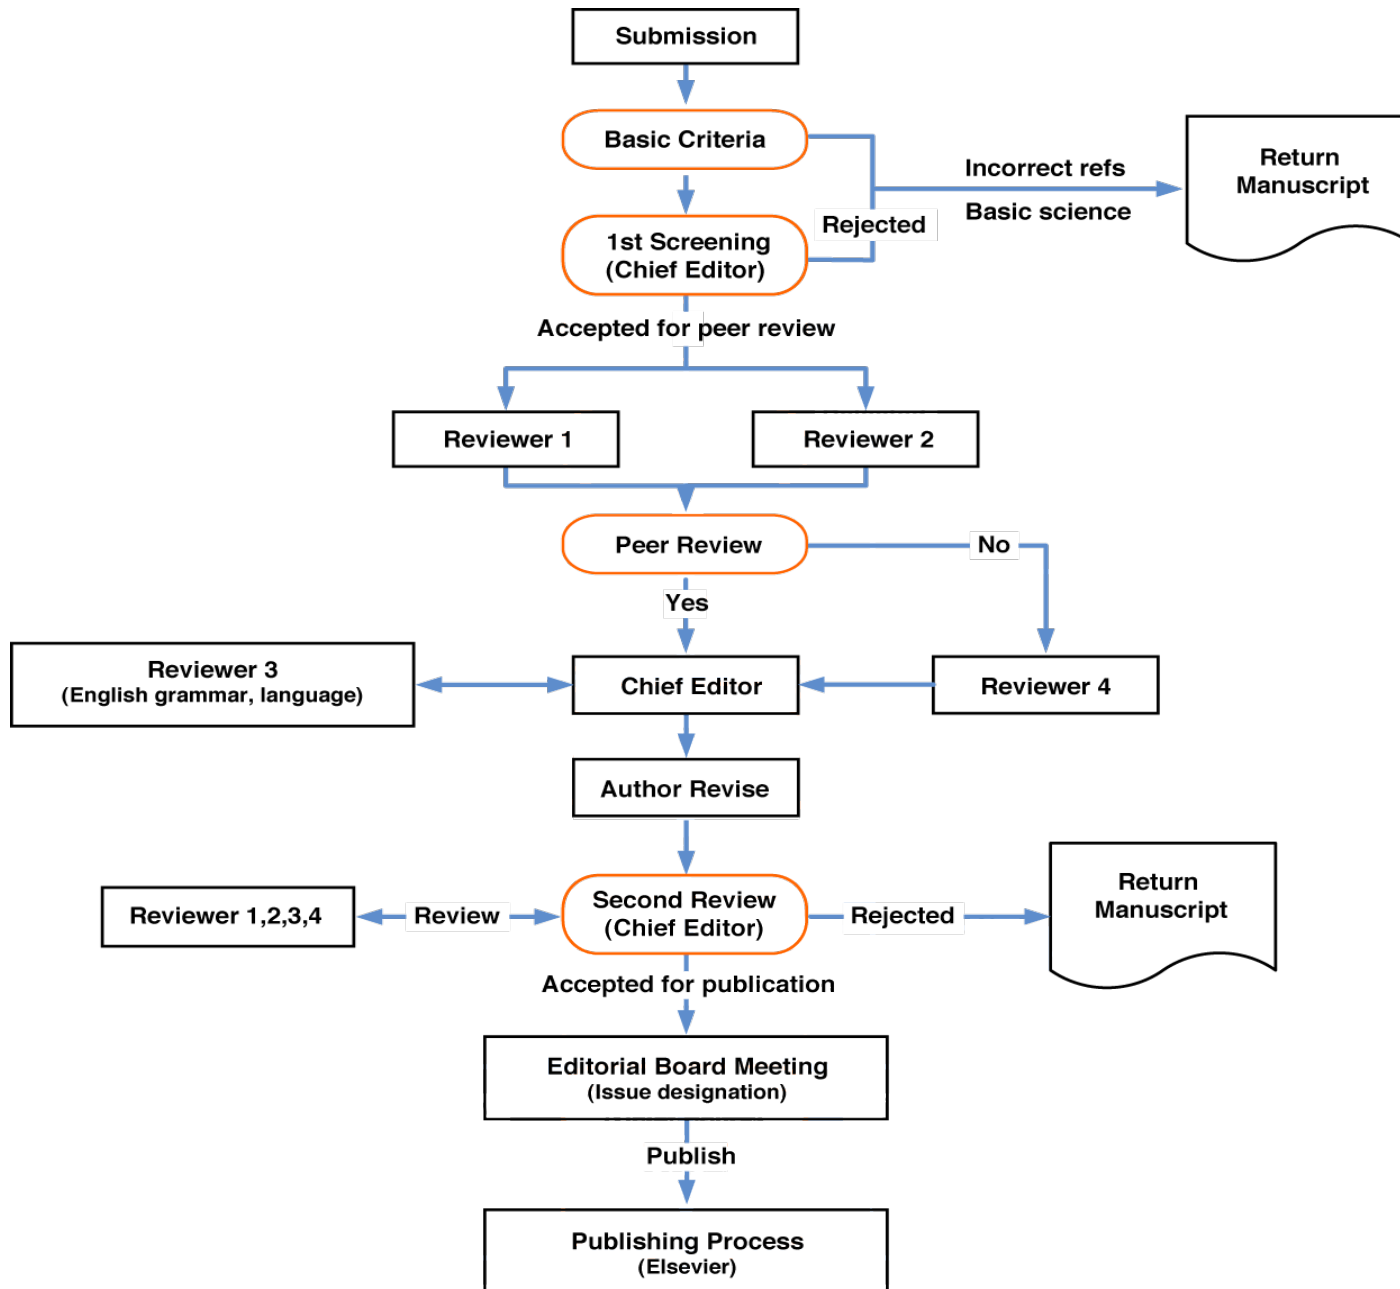 Submission
Basic Criteria
Incorrect refs
Basic science
Return
Manuscript
Rejected
1st Screening
(Chief Editor)
Accepted for peer review
Reviewer 1
Reviewer 2
Peer Review
No
Yes
Reviewer 3
(English grammar, language)
Chief Editor
Reviewer 4
Author Revise
Reviewer 1,2,3,4
Review
Second Review
(Chief Editor)
Rejected
Return
Manuscript
Accepted for publication
Editorial Board Meeting
(Issue designation)
Publish
Publishing Process
(Elsevier)